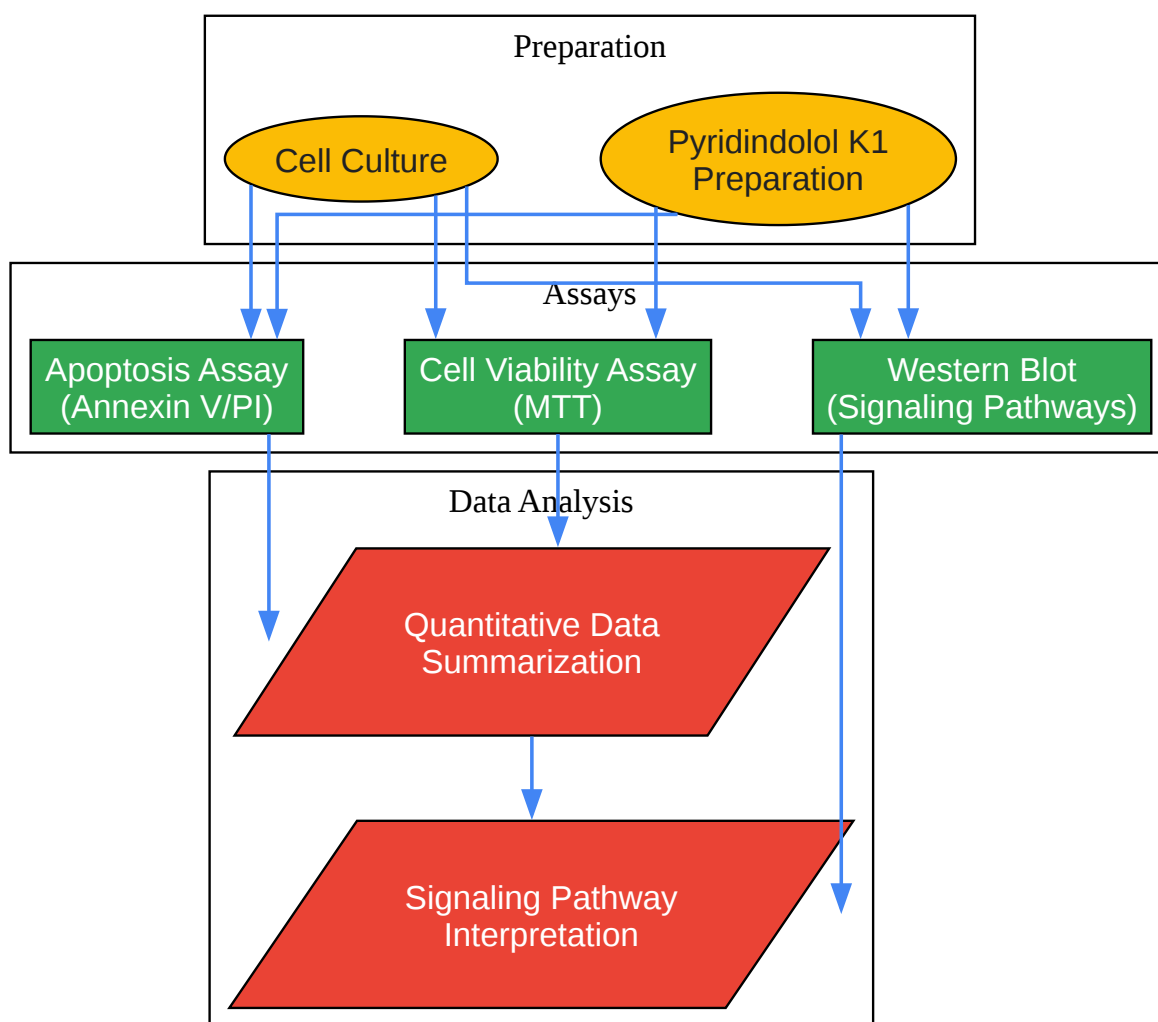 Preparation
Cell Culture
Pyridindolol K1
Preparation
Assays
Apoptosis Assay
(Annexin V/PI)
Cell Viability Assay
(MTT)
Western Blot
(Signaling Pathways)
Data Analysis
Quantitative Data
Summarization
Signaling Pathway
Interpretation